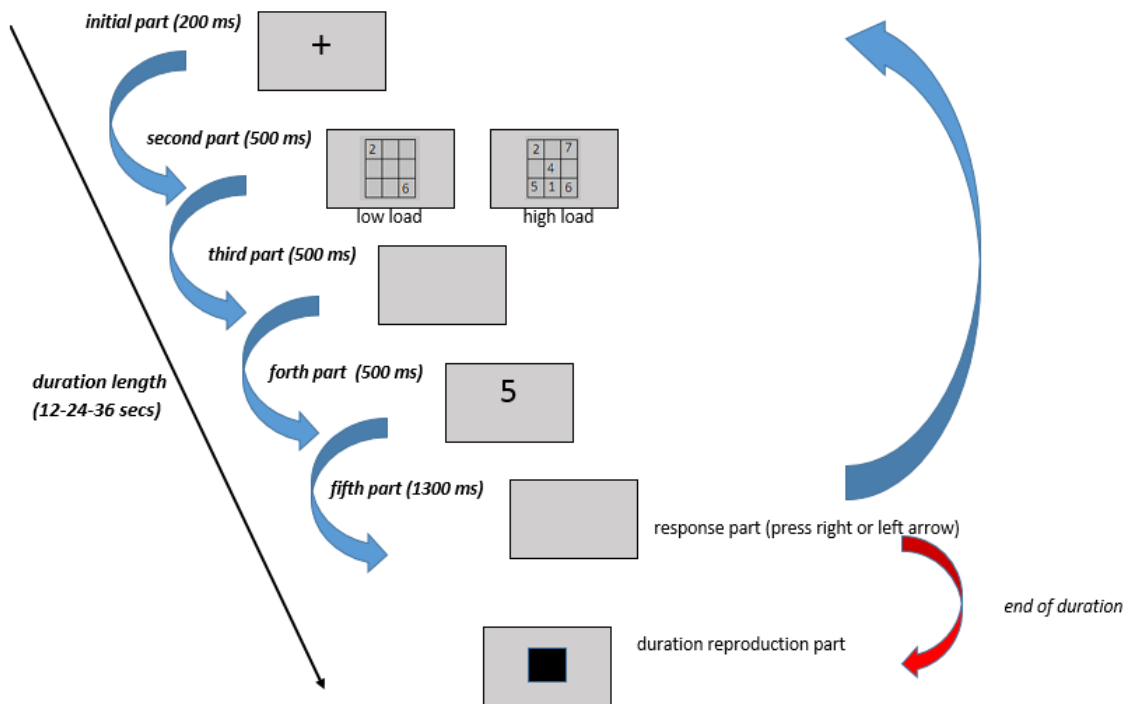 initial part (200 ms)
+
second part (500 ms)
2
6
low load
2 7
4
5 1 6
high load
third part (500 ms)
forth part (500 ms)
5
duration length
(12-24-36 secs)
fifth part (1300 ms)
response part (press right or left arrow)
end of duration
duration reproduction part